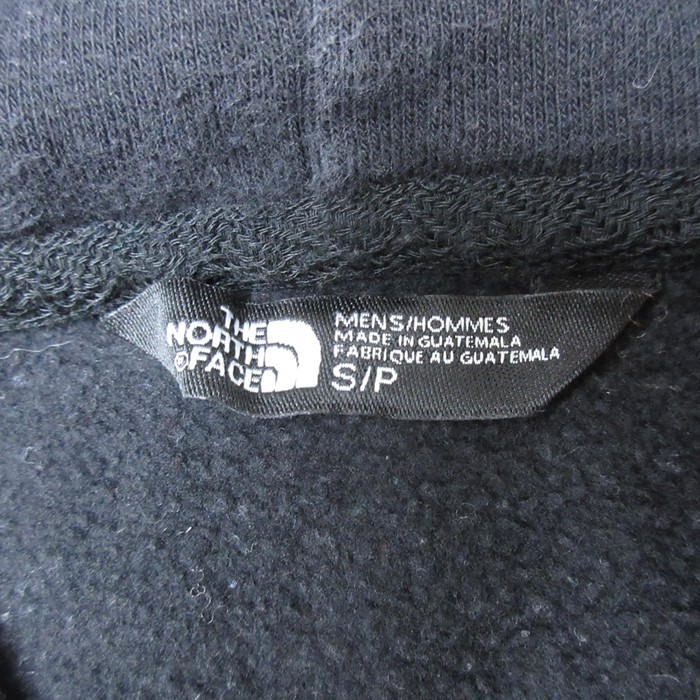 THE
NORTH
FACE
®
MENS/HOMMES
MADE IN GUATEMALA
FABRIQUE AU GUATEMALA
S/P